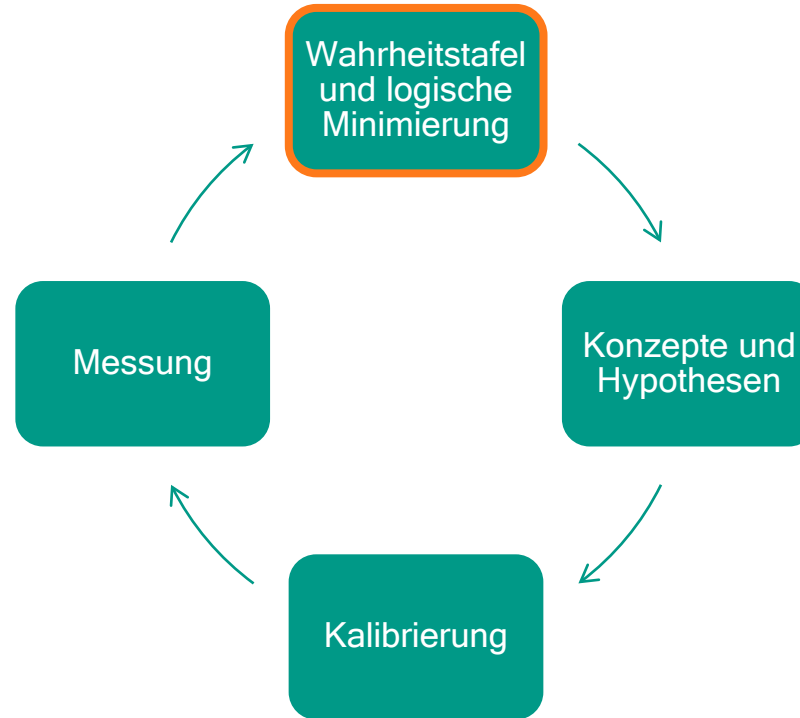 Wahrheitstafel
und logische
Minimierung
Messung
Konzepte und
Hypothesen
Kalibrierung